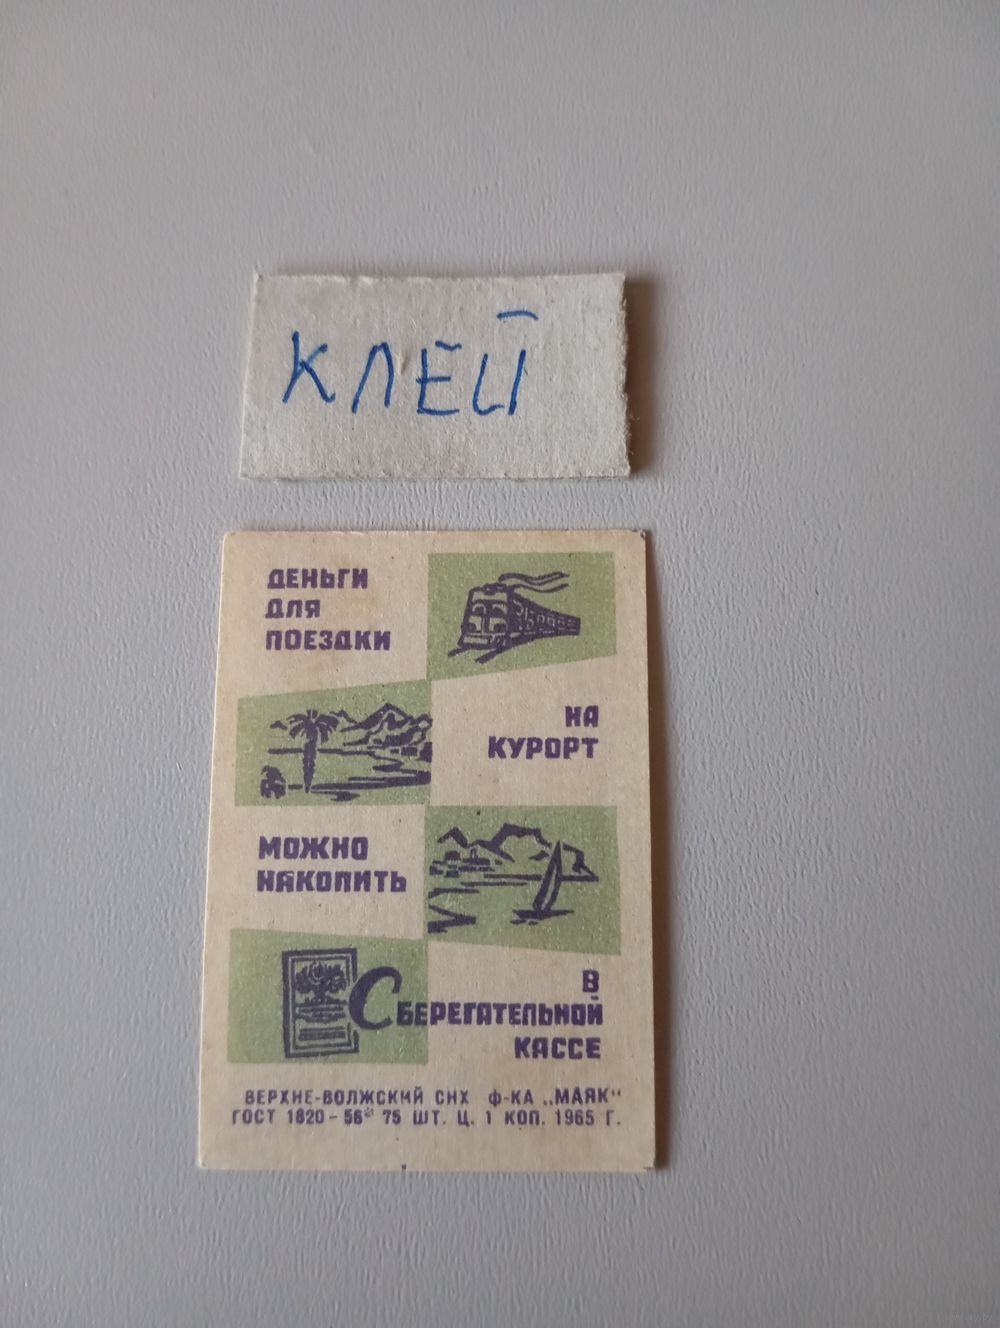 КЛЕЙ
ДЕНЬГИ
ДЛЯ
ПОЕЗДКИ
НА
КУРОРТ
МОЖНО
НАКОПИТЬ
В
СБЕРЕГАТЕЛЬНОЙ
КАССЕ
ВЕРХНЕ-ВОЛЖСКИЙ СНХ Ф-КА „МАЯК“
ГОСТ 1820-56* 75 ШТ. Ц. 1 КОП. 1965 Г.